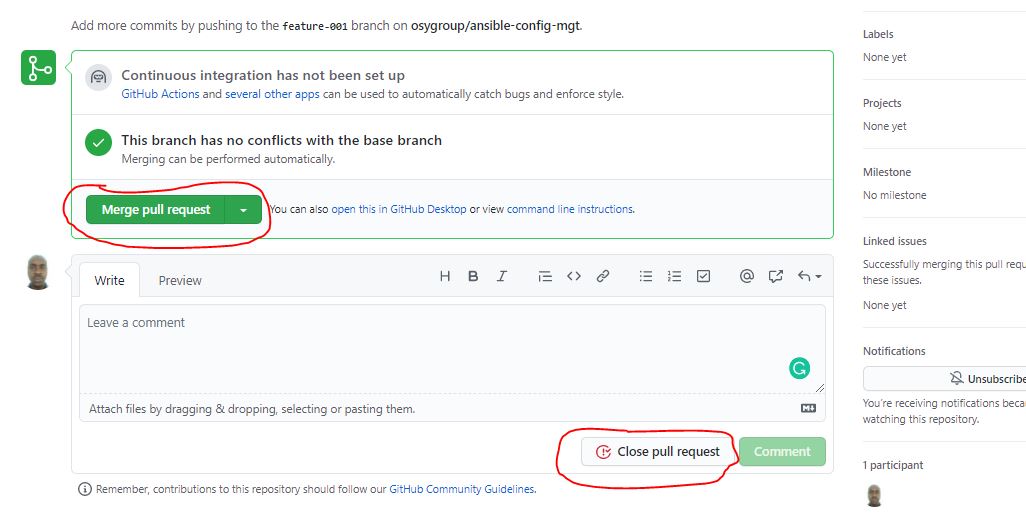 Add more commits by pushing to the feature-001 branch on osygroup/ansible-config-mgt.
Continuous integration has not been set up
GitHub Actions and several other apps can be used to automatically catch bugs and enforce style.
This branch has no conflicts with the base branch
Merging can be performed automatically.
Merge pull request
You can also open this in GitHub Desktop or view command line instructions.
Write Preview
H B I
Leave a comment
Attach files by dragging & dropping, selecting or pasting them.
Close pull request Comment
Remember, contributions to this repository should follow our GitHub Community Guidelines.
Labels
None yet
Projects
None yet
Milestone
No milestone
Linked issues
Successfully merging this pull requ
these issues.
None yet
Notifications
Unsubscribe
You're receiving notifications becau
watching this repository.
1 participant